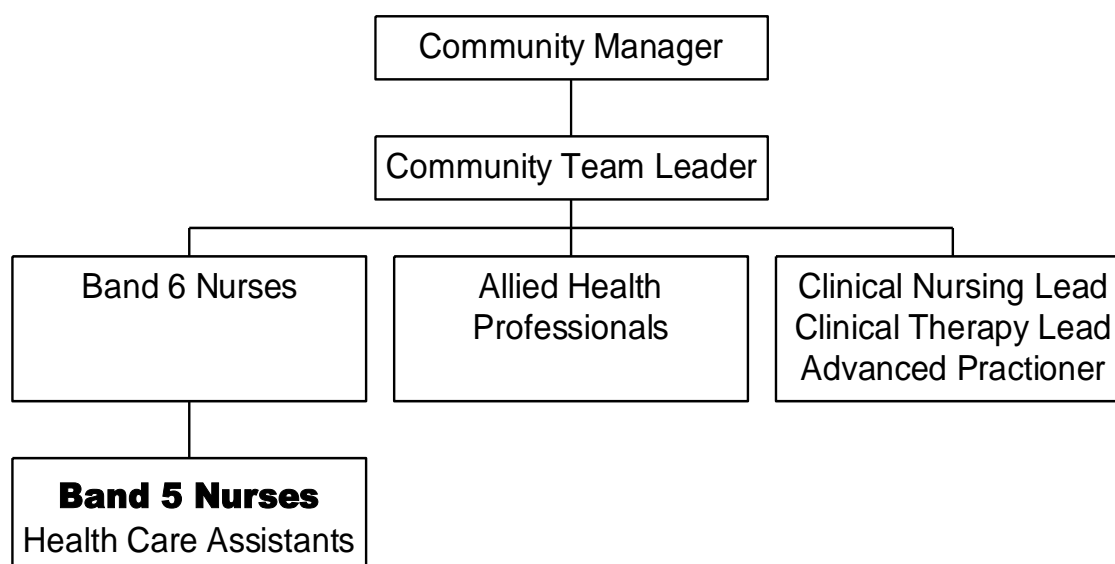 Community Manager
Community Team Leader
Band 6 Nurses
Allied Health
Professionals
Clinical Nursing Lead
Clinical Therapy Lead
Advanced Practioner
Band 5 Nurses
Health Care Assistants